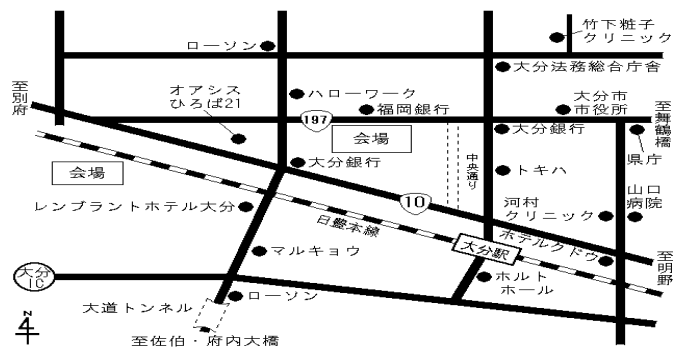 竹下粧子
クリニック
ローソン
大分法務総合庁舎
至別府
オアシス
ひろば21
ハローワーク
福岡銀行
大分市
市役所
至舞鶴橋
197
会場
大分銀行
大分銀行
県庁
会場
中央通り
トキハ
レンブラントホテル大分
10
河村
クリニック
山口
病院
日豊本線
マルキョウ
大分駅
ホテルクドウ
至明野
大分
IC
ホルト
ホール
大道トンネル
ローソン
N
至佐伯・府内大橋